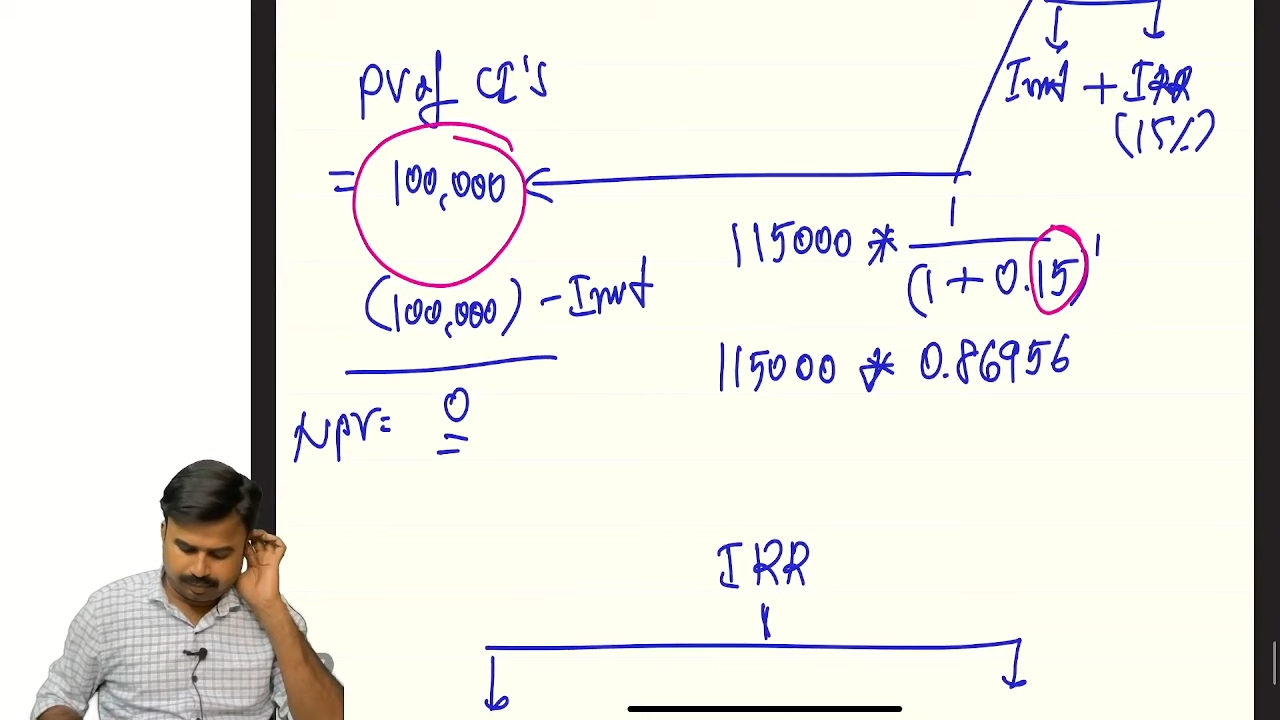 PV of CI's
Invt + IRR
(15%)
= 100,000
1
115000 * (1 + 0.15)¹
(100,000) - Invt
115000 * 0.86956
NPV= 0
IRR